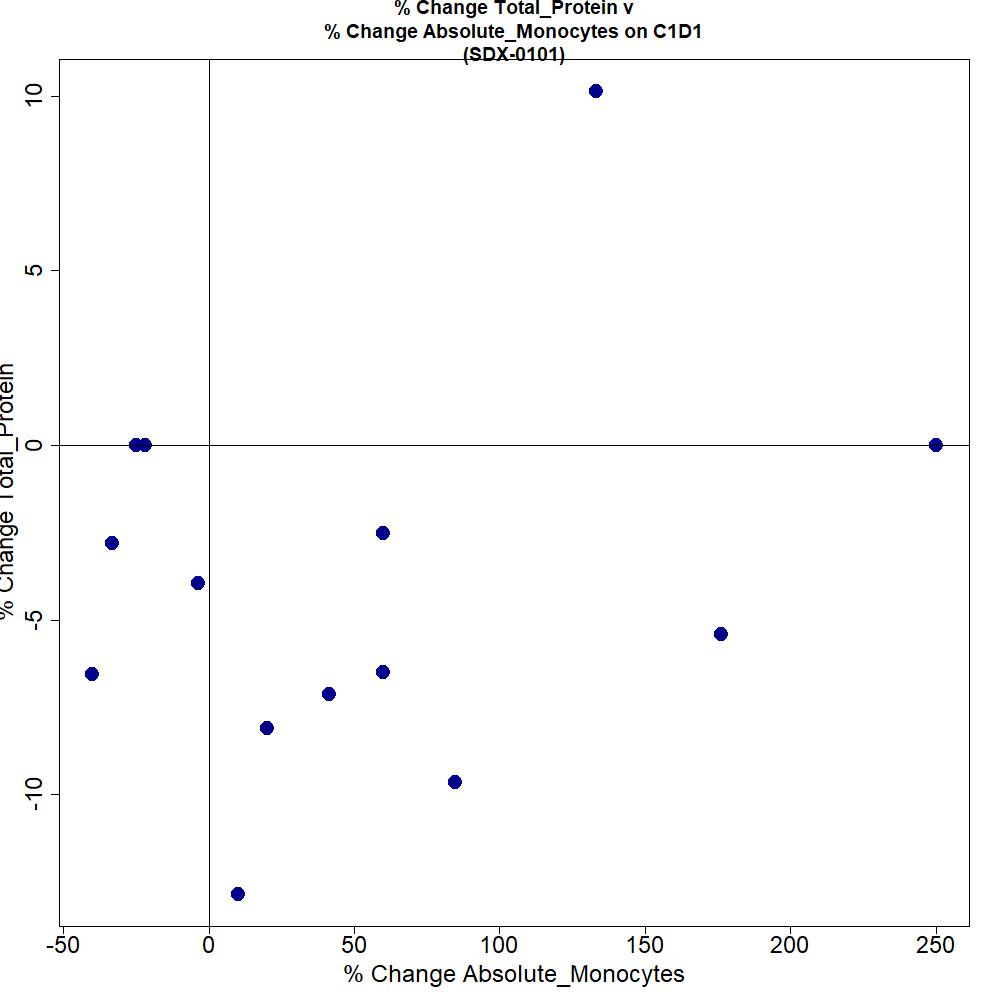 % Change Total_Protein v
% Change Absolute_Monocytes on C1D1
(SDX-0101)
% Change Total_Protein
10
5
0
-5
-10
-50 0 50 100 150 200 250
% Change Absolute_Monocytes